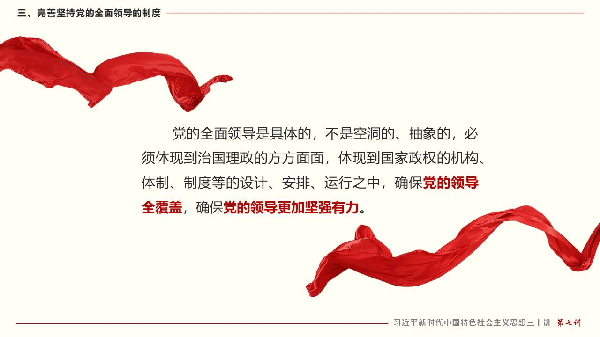 三、完善坚持党的全面领导的制度
党的全面领导是具体的，不是空洞的、抽象的，必
须体现到治国理政的方方面面，体现到国家政权的机构、
体制、制度等的设计、安排、运行之中，确保党的领导
全覆盖，确保党的领导更加坚强有力。
习近平新时代中国特色社会主义思想三十讲 第七讲